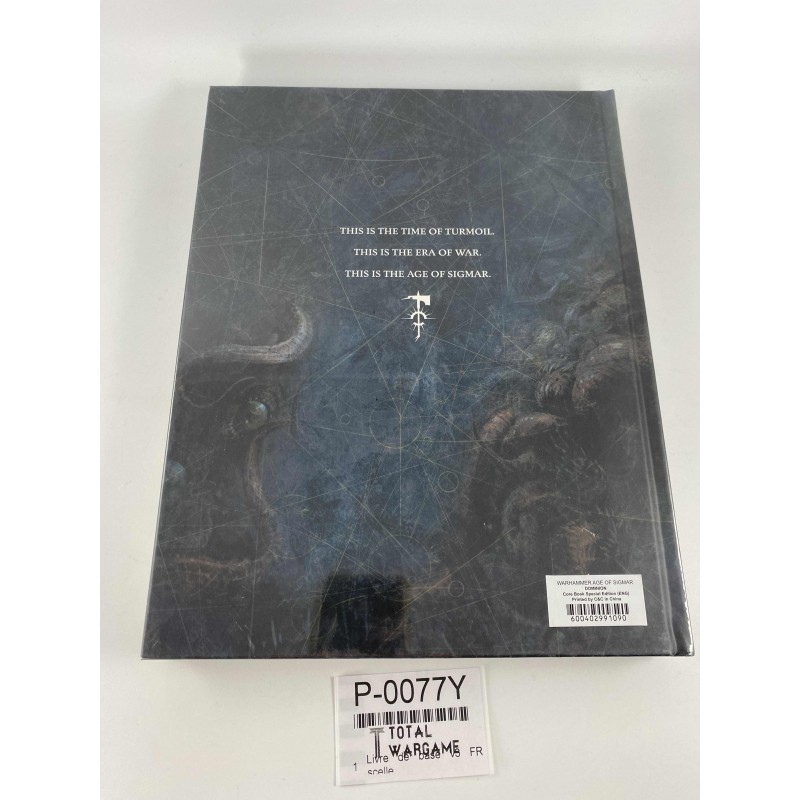 THIS IS THE TIME OF TURMOIL.
THIS IS THE ERA OF WAR.
THIS IS THE AGE OF SIGMAR.
WARHAMMER AGE OF SIGMAR
DOMINION
Core Book Special Edition (ENG)
Printed by C&C in China
600402991090
P-0077Y
TOTAL
WARGAME
1 Livre de base V3 FR
scelle